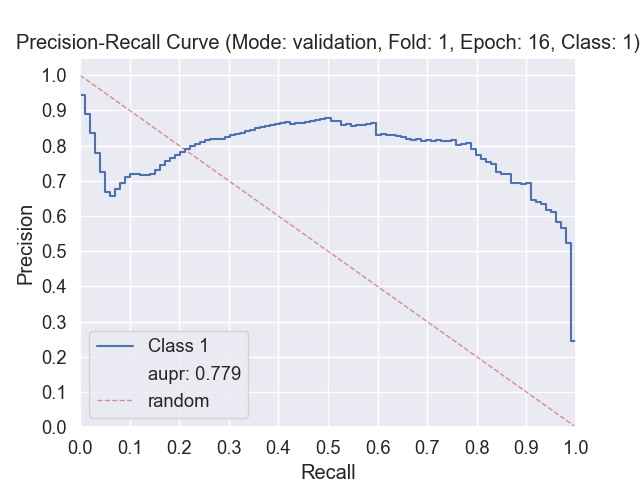 Precision-Recall Curve (Mode: validation, Fold: 1, Epoch: 16, Class: 1)
1.0
0.9
0.8
0.7
0.6
0.5
0.4
0.3
0.2
0.1
0.0
Precision
Class 1
aupr: 0.779
random
0.0 0.1 0.2 0.3 0.4 0.5 0.6 0.7 0.8 0.9 1.0
Recall